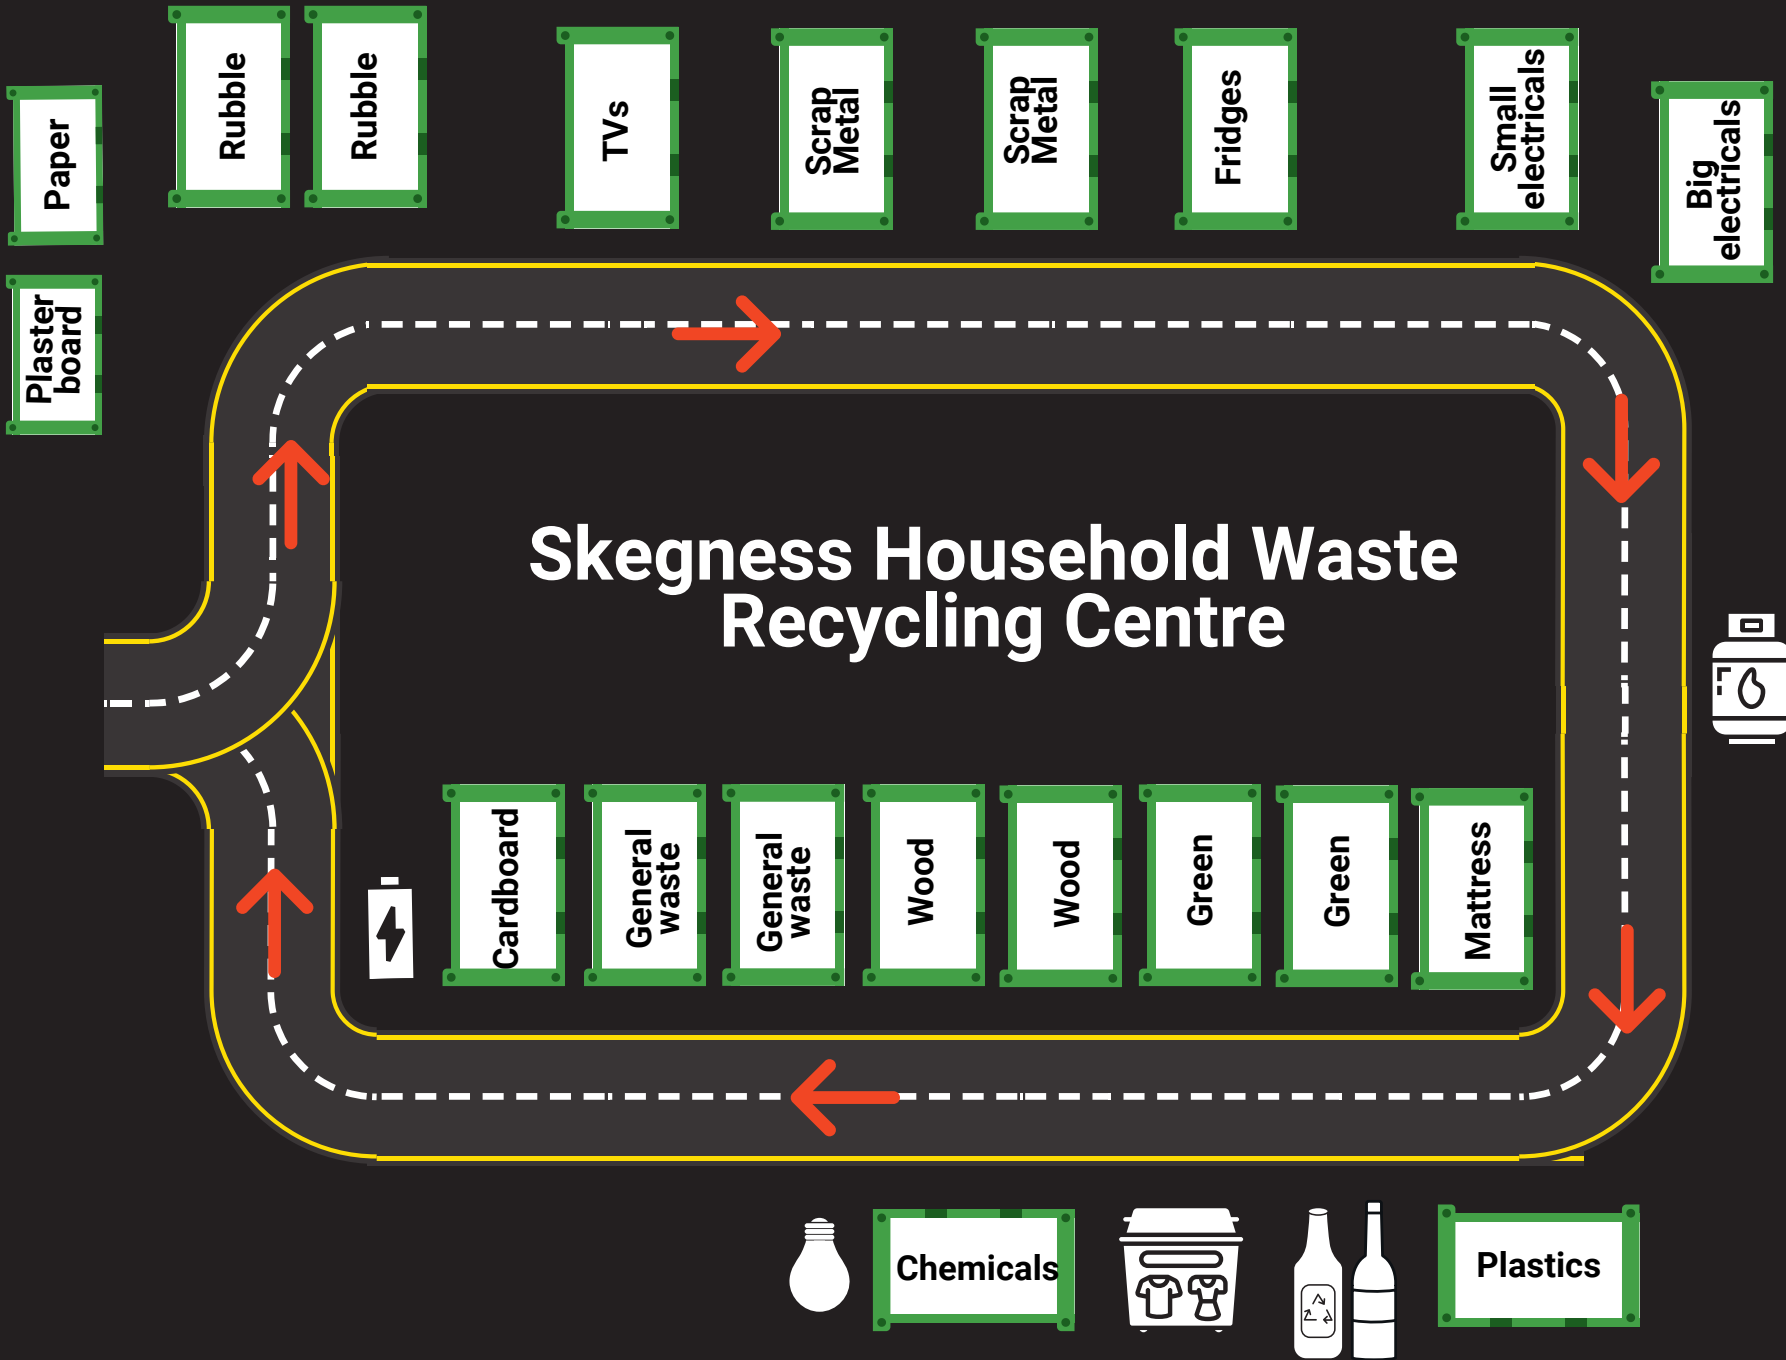 Paper
Rubble
Rubble
TVs
Scrap
Metal
Scrap
Metal
Fridges
Small
electricals
Big
electricals
Plaster
board
Skegness Household Waste
Recycling Centre
Cardboard
General
waste
General
waste
Wood
Wood
Green
Green
Mattress
Chemicals
Plastics